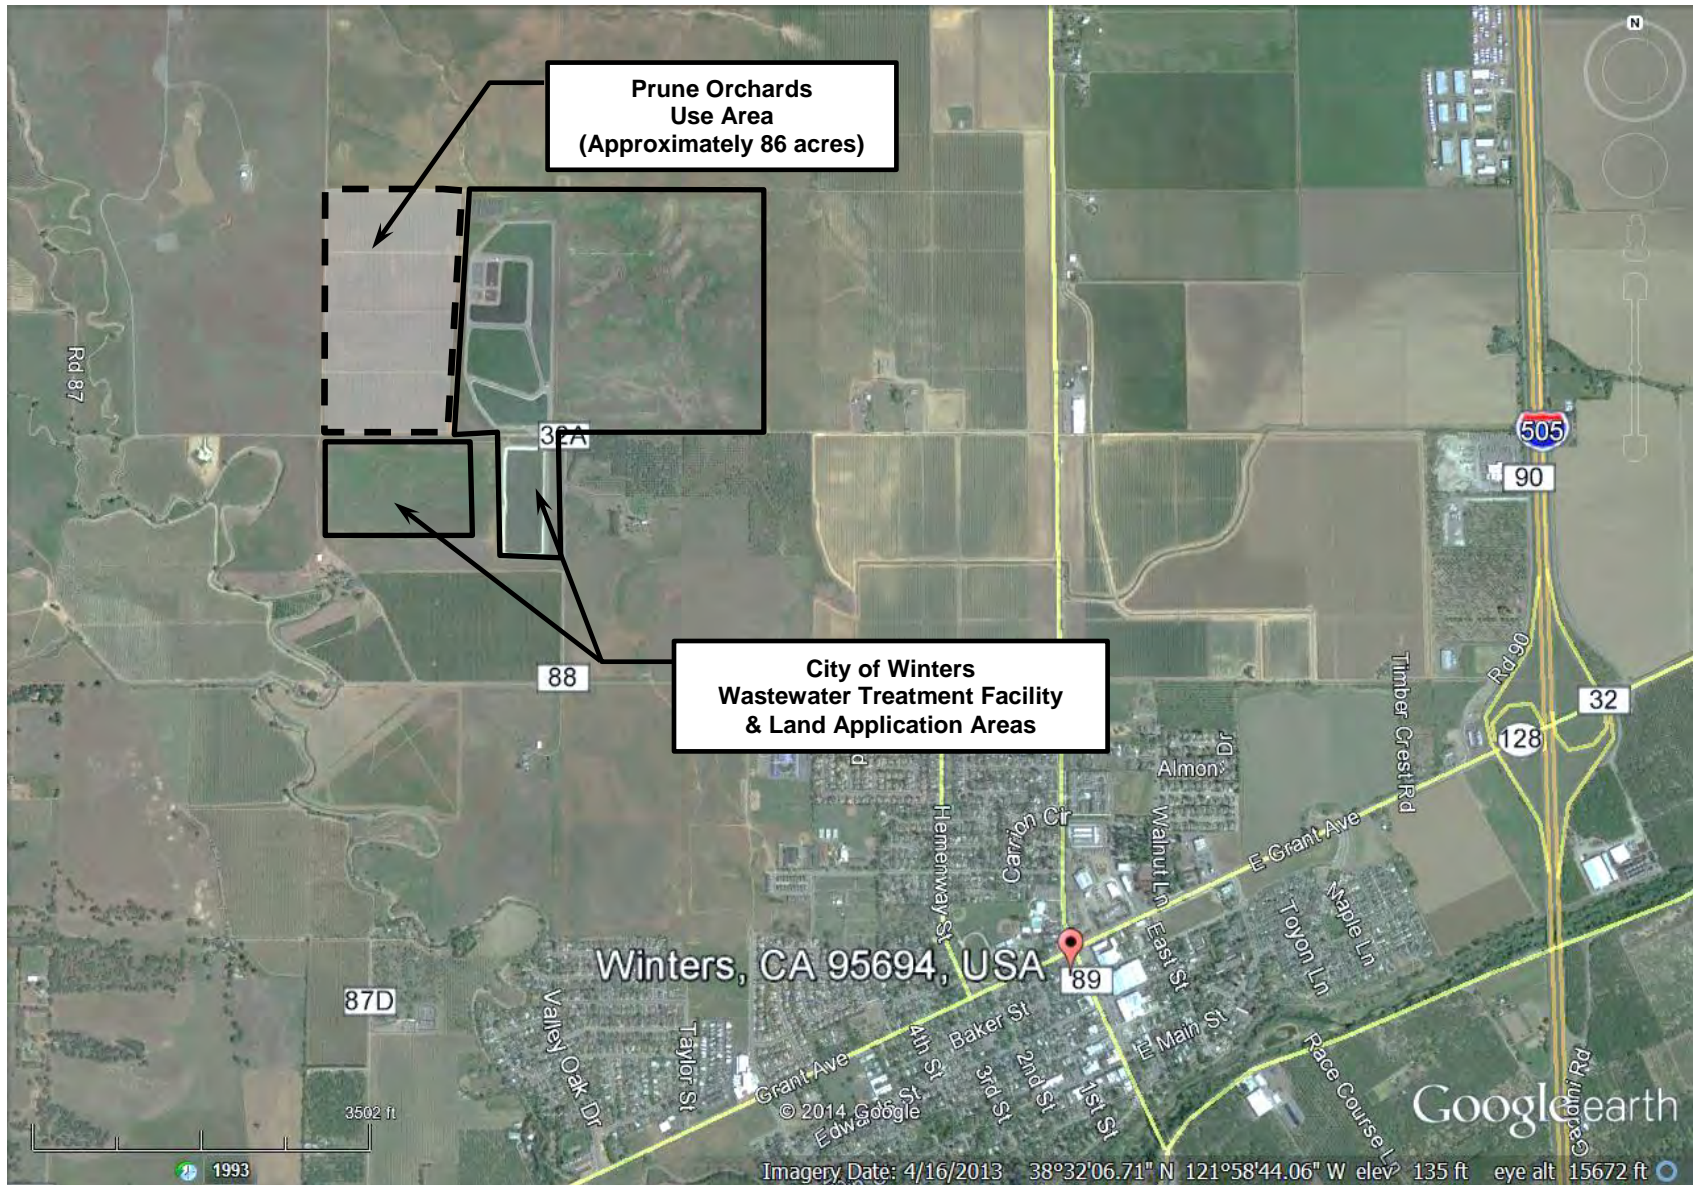 N
Prune Orchards
Use Area
(Approximately 86 acres)
Rd 87
32A
505
90
88
City of Winters
Wastewater Treatment Facility
& Land Application Areas
Rd 90
32
128
Timber Crest Rd
Dr
Almon
d
Hemenway St
Carrion Cir
Walnut Ln
E Grant Ave
Maple Ln
Toyon Ln
East St
Winters, CA 95694, USA
89
87D
Valley Oak Dr
Taylor St
4th St
Baker St
E Main St
Grant Ave
3rd St
2nd St
1st St
Edwards St
Race Course Ln
3502 ft
© 2014 Google
Google earth
1993
Imagery Date: 4/16/2013 38°32'06.71" N 121°58'44.06" W elev 135 ft eye alt 15672 ft